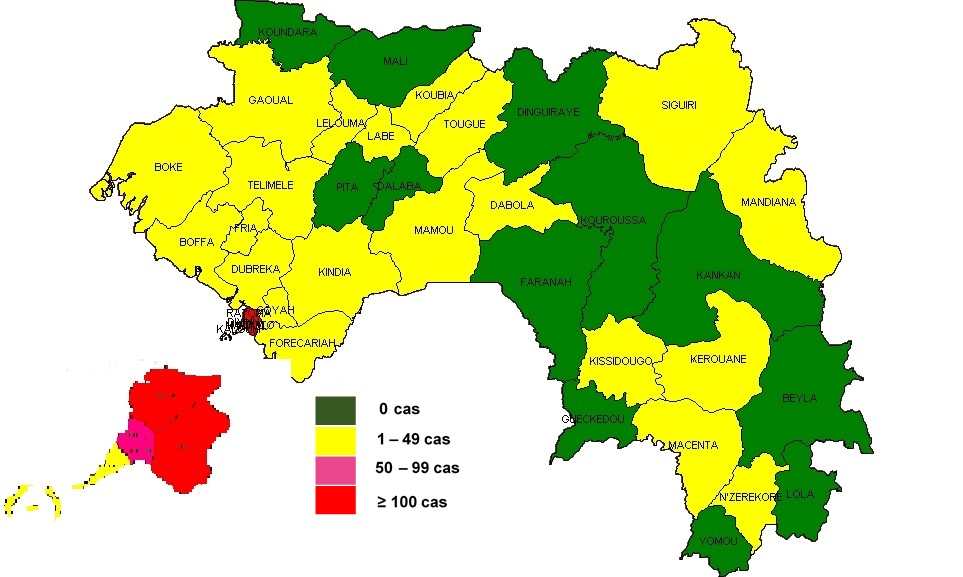 KOUNDARA
MALI
GAOUAL
KOUBIA
SIGUIRI
LELOUMA
LABE
TOUGUE
DINGUIRAYE
BOKE
TELIMELE
PITA
DALABA
DABOLA
MANDIANA
KOUROUSSA
FRIA
MAMOU
BOFFA
DUBREKA
KINDIA
FARANAH
KANKAN
COYAH
FORECARIAH
KISSIDOUGO
KEROUANE
BEYLA
GUECKEDOU
MACENTA
N'ZEREKORE
LOLA
YOMOU
0 cas
1 – 49 cas
50 – 99 cas
≥ 100 cas